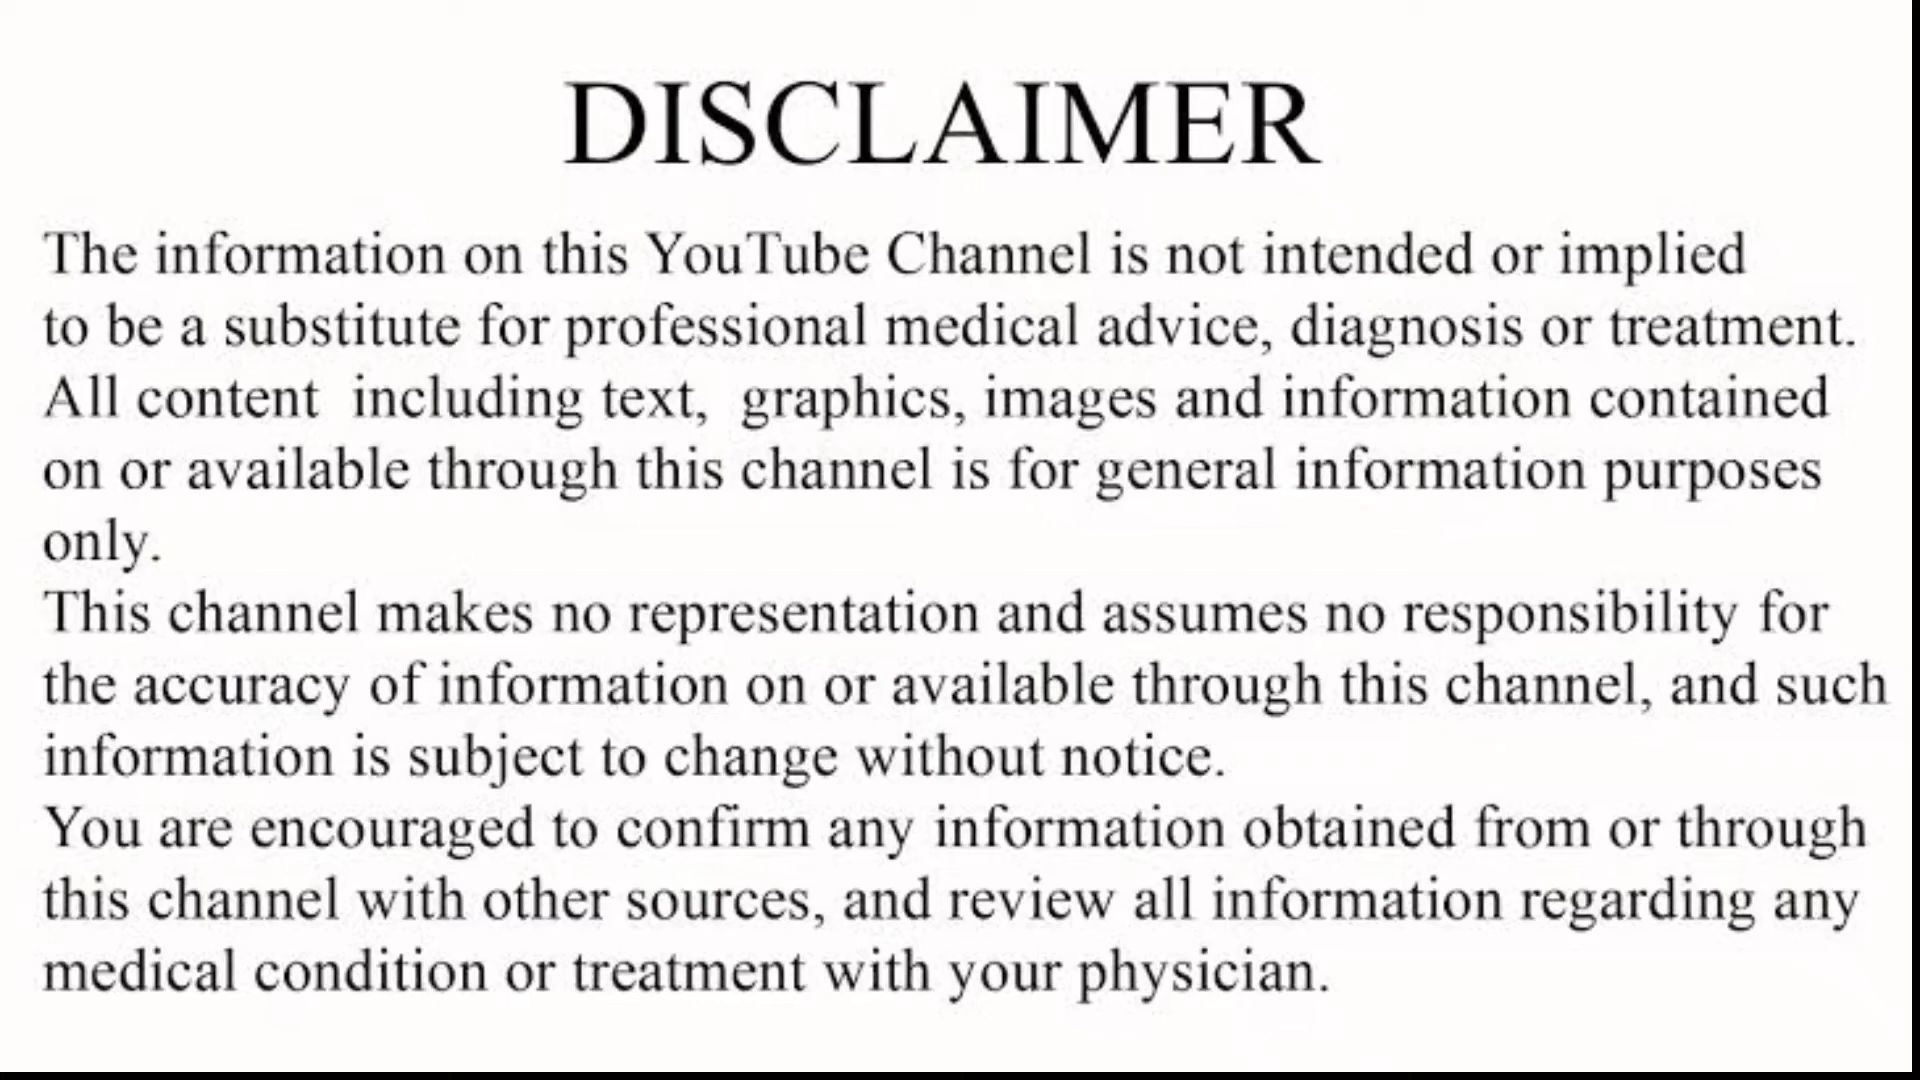 DISCLAIMER
The information on this YouTube Channel is not intended or implied
to be a substitute for professional medical advice, diagnosis or treatment.
All content  including text,  graphics, images and information contained
on or available through this channel is for general information purposes
only.
This channel makes no representation and assumes no responsibility for
the accuracy of information on or available through this channel, and such
information is subject to change without notice.
You are encouraged to confirm any information obtained from or through
this channel with other sources, and review all information regarding any
medical condition or treatment with your physician.